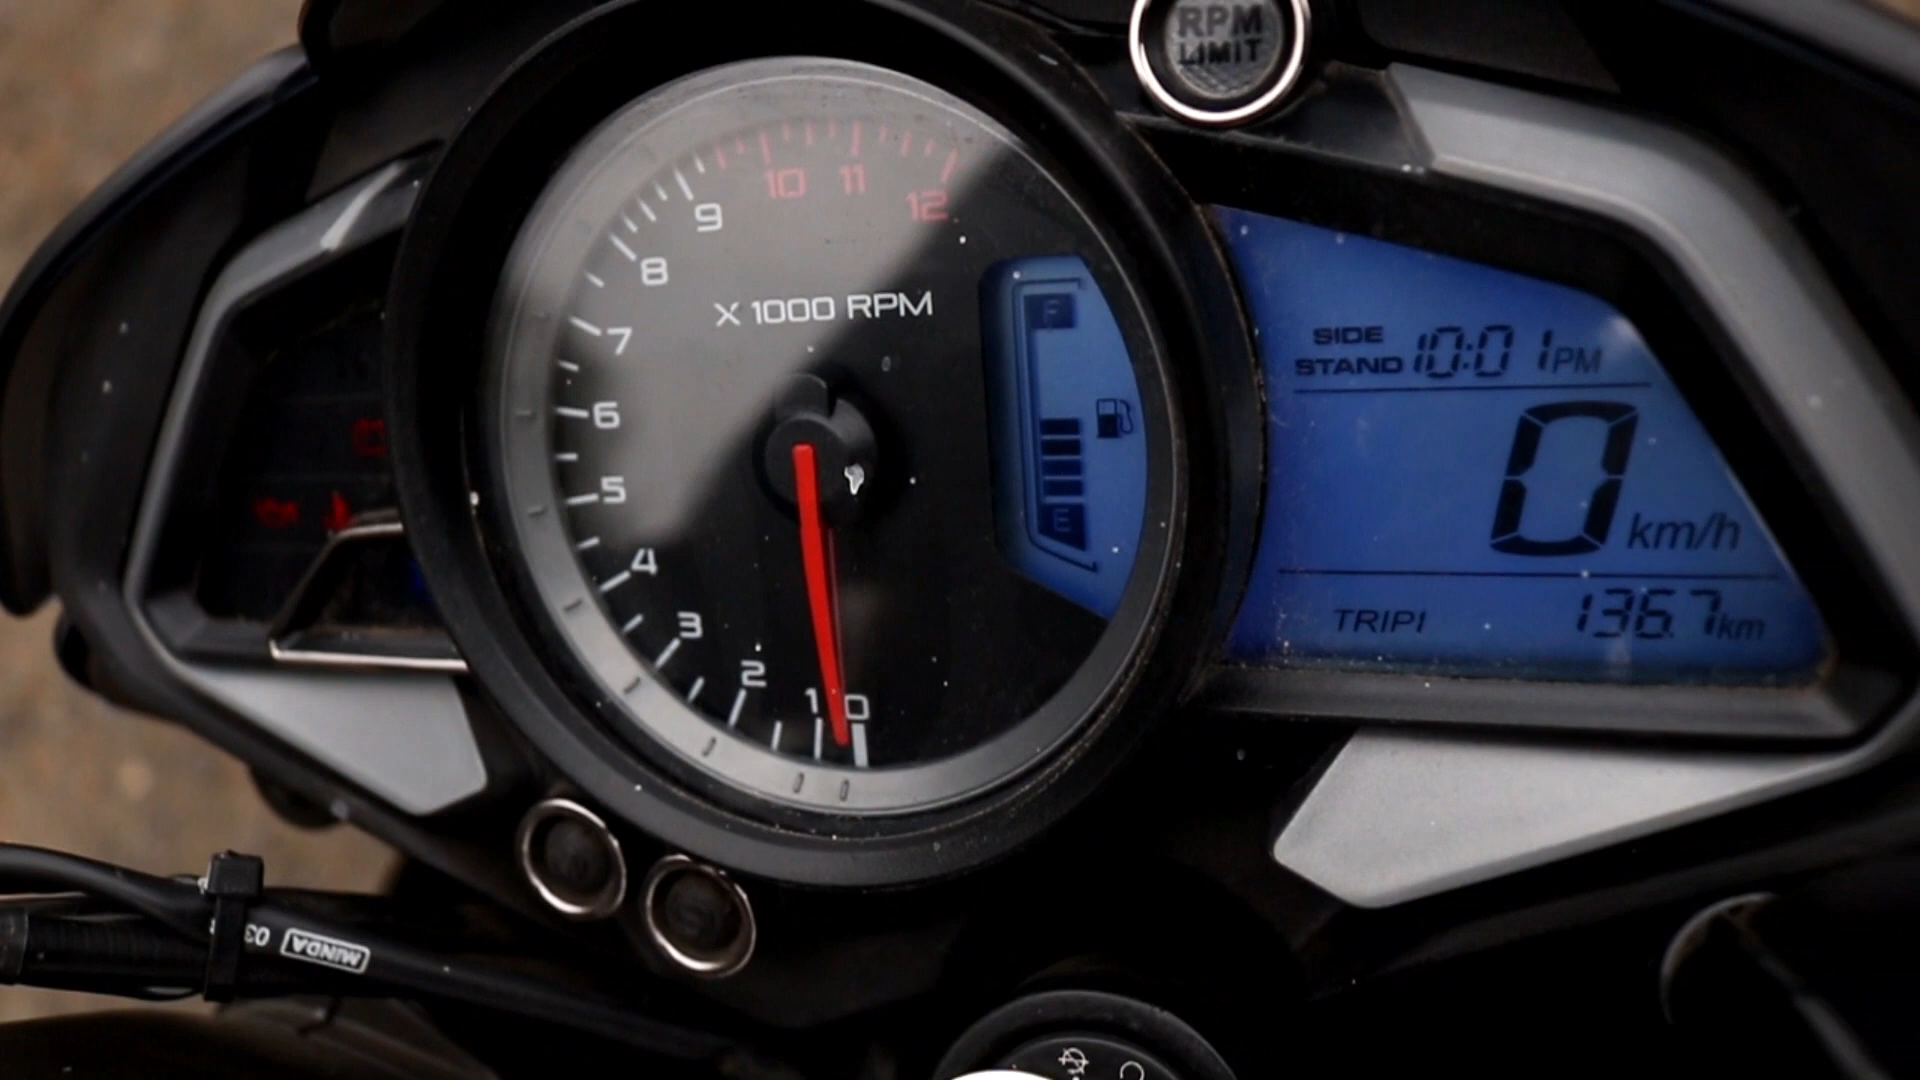 RPM
LIMIT
10 11
12
9
8
X 1000 RPM
7
6
5
4
3
2
1 0
F
E
SIDE
STAND 10:01 PM
0 km/h
TRIP1 136.7 km
03 MINDA